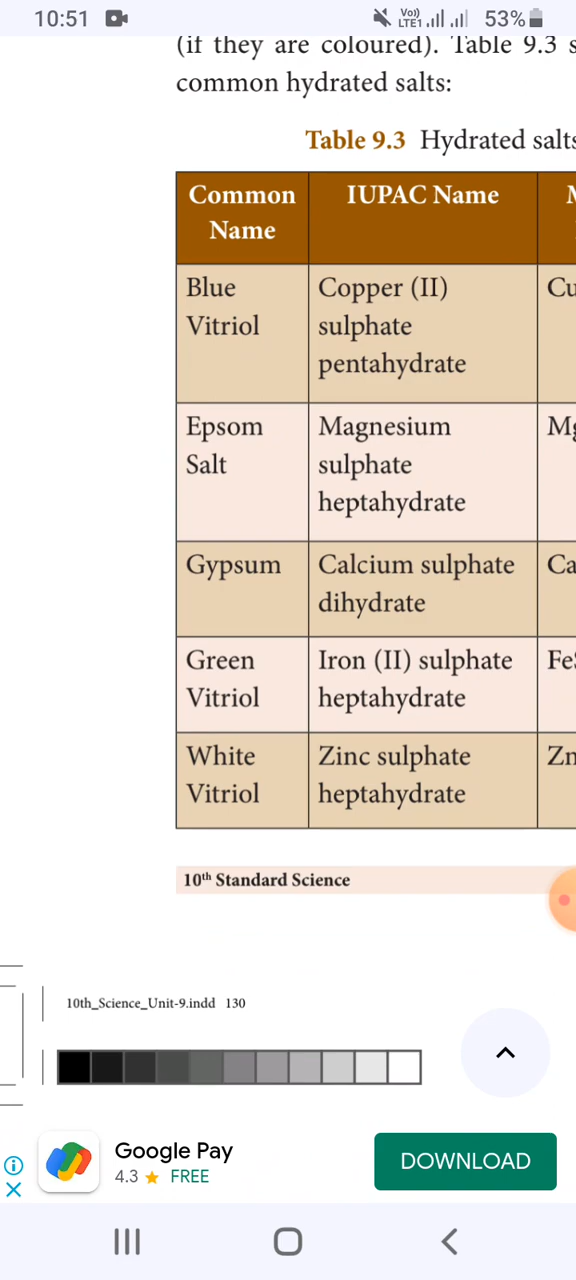 10:51 Vo)) LTE1 53%
(if they are coloured). Table 9.3 s
common hydrated salts:
Table 9.3 Hydrated salts
Common Name IUPAC Name
Blue Vitriol Copper (II) sulphate pentahydrate Cu
Epsom Salt Magnesium sulphate heptahydrate Mg
Gypsum Calcium sulphate dihydrate Ca
Green Vitriol Iron (II) sulphate heptahydrate FeS
White Vitriol Zinc sulphate heptahydrate Zn
10th Standard Science
10th_Science_Unit-9.indd 130
Google Pay
4.3 FREE
DOWNLOAD